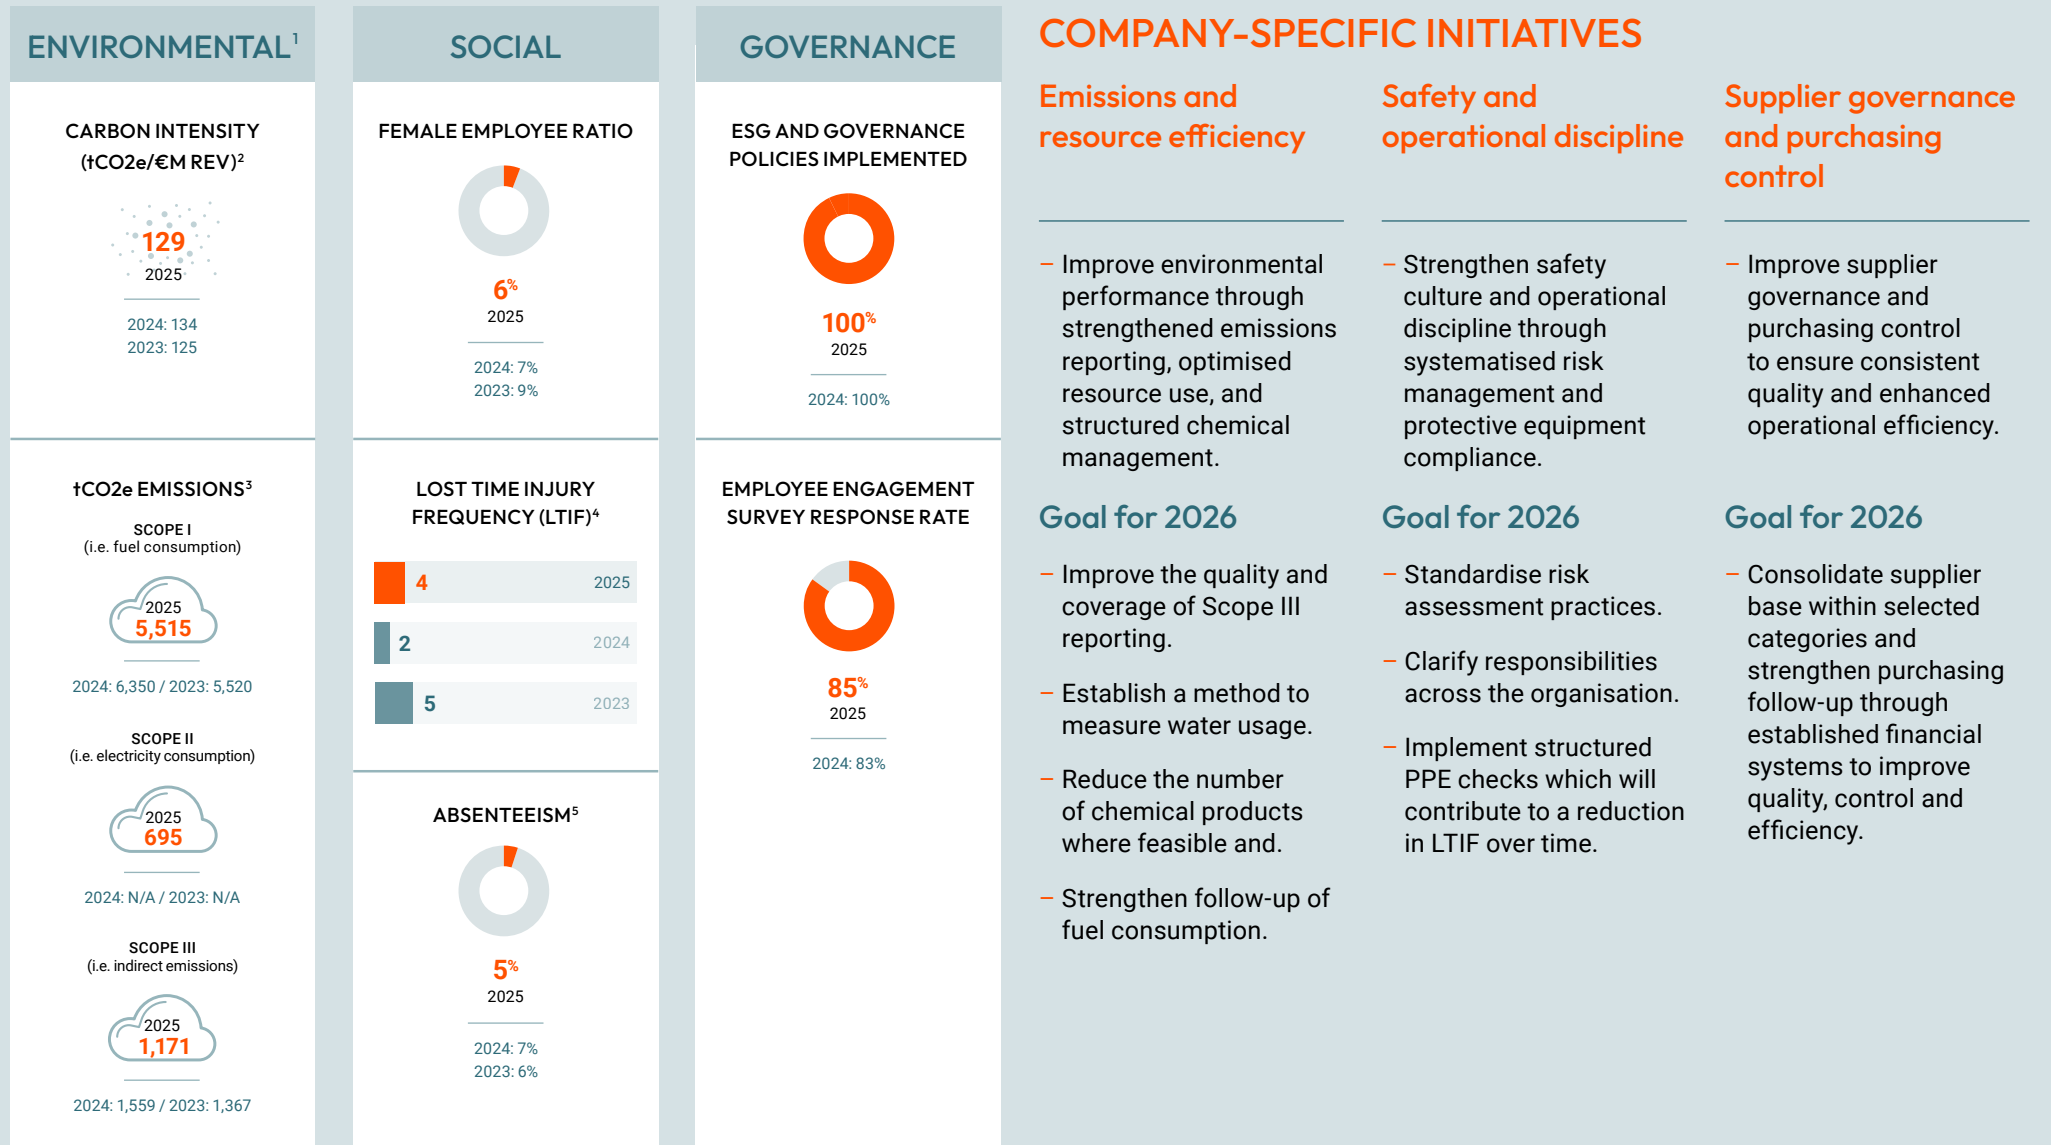 ENVIRONMENTAL¹
CARBON INTENSITY
(tCO2e/€M REV)²
129
2025
2024: 134
2023: 125
tCO2e EMISSIONS³
SCOPE I
(i.e. fuel consumption)
2025
5,515
2024: 6,350 / 2023: 5,520
SCOPE II
(i.e. electricity consumption)
2025
695
2024: N/A / 2023: N/A
SCOPE III
(i.e. indirect emissions)
2025
1,171
2024: 1,559 / 2023: 1,367
SOCIAL
FEMALE EMPLOYEE RATIO
6%
2025
2024: 7%
2023: 9%
LOST TIME INJURY
FREQUENCY (LTIF)⁴
4 2025
2 2024
5 2023
ABSENTEEISM⁵
5%
2025
2024: 7%
2023: 6%
GOVERNANCE
ESG AND GOVERNANCE
POLICIES IMPLEMENTED
100%
2025
2024: 100%
EMPLOYEE ENGAGEMENT
SURVEY RESPONSE RATE
85%
2025
2024: 83%
COMPANY-SPECIFIC INITIATIVES
Emissions and
resource efficiency
– Improve environmental
performance through
strengthened emissions
reporting, optimised
resource use, and
structured chemical
management.
Goal for 2026
– Improve the quality and
coverage of Scope III
reporting.
– Establish a method to
measure water usage.
– Reduce the number
of chemical products
where feasible and.
– Strengthen follow-up of
fuel consumption.
Safety and
operational discipline
– Strengthen safety
culture and operational
discipline through
systematised risk
management and
protective equipment
compliance.
Goal for 2026
– Standardise risk
assessment practices.
– Clarify responsibilities
across the organisation.
– Implement structured
PPE checks which will
contribute to a reduction
in LTIF over time.
Supplier governance
and purchasing
control
– Improve supplier
governance and
purchasing control
to ensure consistent
quality and enhanced
operational efficiency.
Goal for 2026
– Consolidate supplier
base within selected
categories and
strengthen purchasing
follow-up through
established financial
systems to improve
quality, control and
efficiency.